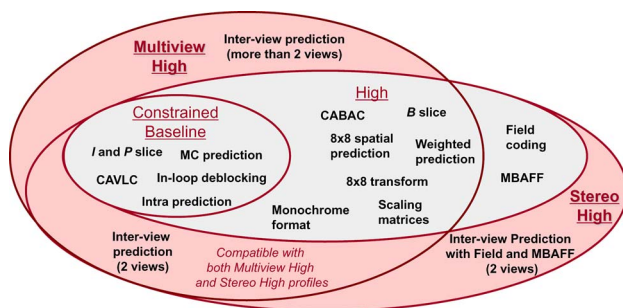 Multiview
High
Inter-view prediction
(more than 2 views)
High
Constrained
Baseline
CABAC
B slice
I and P slice
MC prediction
8x8 spatial
prediction
Weighted
prediction
Field
coding
CAVLC
In-loop deblocking
8x8 transform
MBAFF
Intra prediction
Monochrome
format
Scaling
matrices
Stereo
High
Inter-view
prediction
(2 views)
Compatible with
both Multiview High
and Stereo High profiles
Inter-view Prediction
with Field and MBAFF
(2 views)